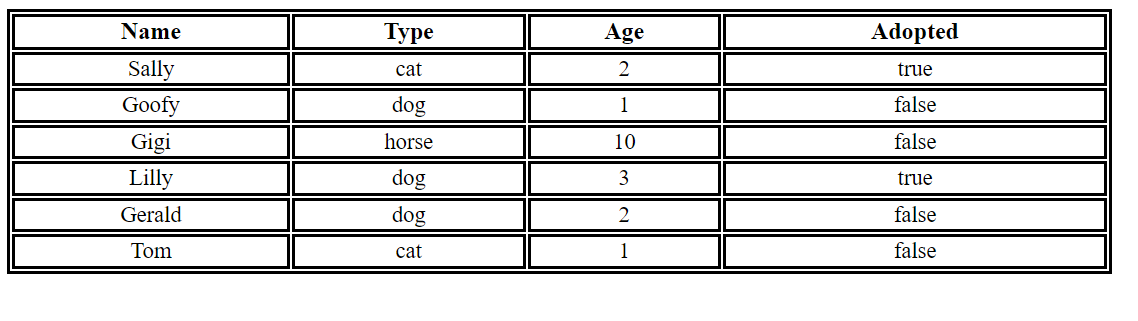 Name Type Age Adopted
Sally cat 2 true
Goofy dog 1 false
Gigi horse 10 false
Lilly dog 3 true
Gerald dog 2 false
Tom cat 1 false